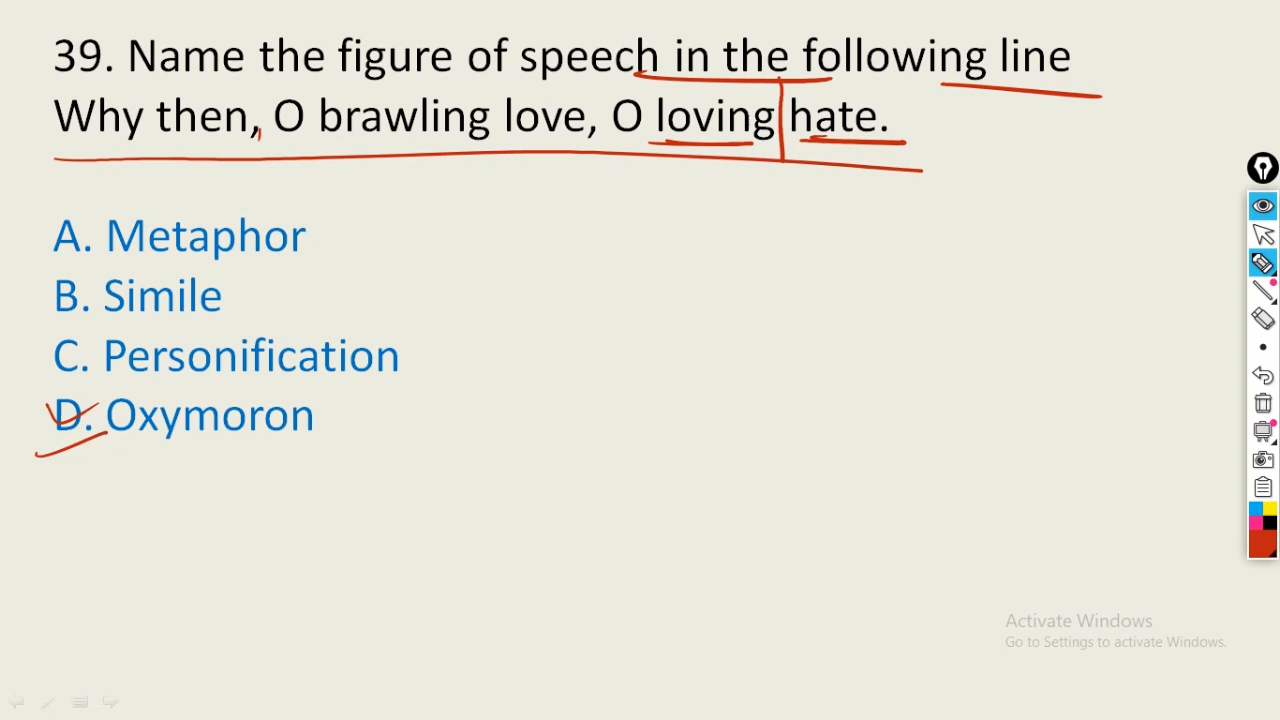 39. Name the figure of speech in the following line
Why then, O brawling love, O loving hate.
A. Metaphor
B. Simile
C. Personification
D. Oxymoron
Activate Windows
Go to Settings to activate Windows.